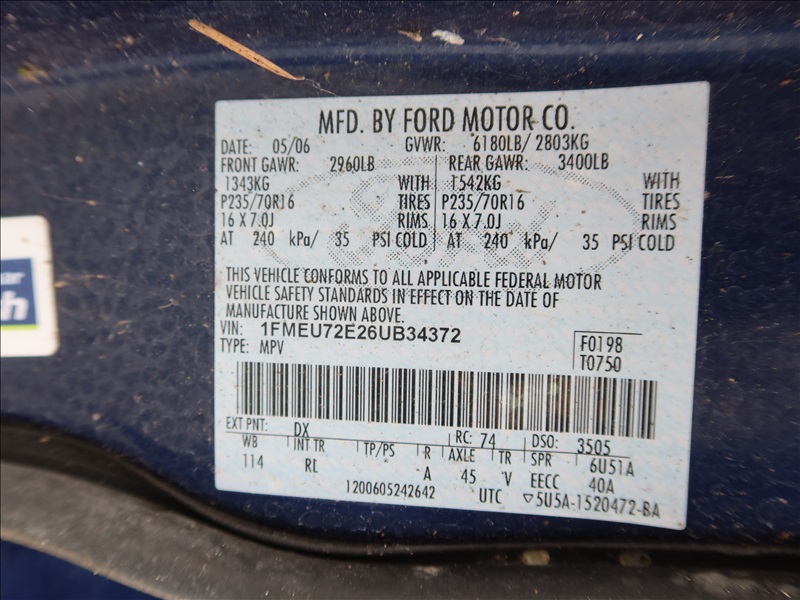 MFD. BY FORD MOTOR CO.
DATE: 05/06 GVWR: 6180LB/ 2803KG
FRONT GAWR: 2960LB REAR GAWR: 3400LB
1343KG WITH 1542KG WITH
P235/70R16 TIRES P235/70R16 TIRES
16 X 7.0J RIMS 16 X 7.0J RIMS
AT 240 kPa/ 35 PSI COLD AT 240 kPa/ 35 PSI COLD
THIS VEHICLE CONFORMS TO ALL APPLICABLE FEDERAL MOTOR
VEHICLE SAFETY STANDARDS IN EFFECT ON THE DATE OF
MANUFACTURE SHOWN ABOVE.
VIN: 1FMEU72E26UB34372
TYPE: MPV
F0198
T0750
EXT PNT: DX RC: 74 DSO: 3505
WB INT TR TP/PS R AXLE TR SPR 6U51A
114 RL A 45 V EECC 40A
1200605242642 UTC ▽5U5A-1520472-BA